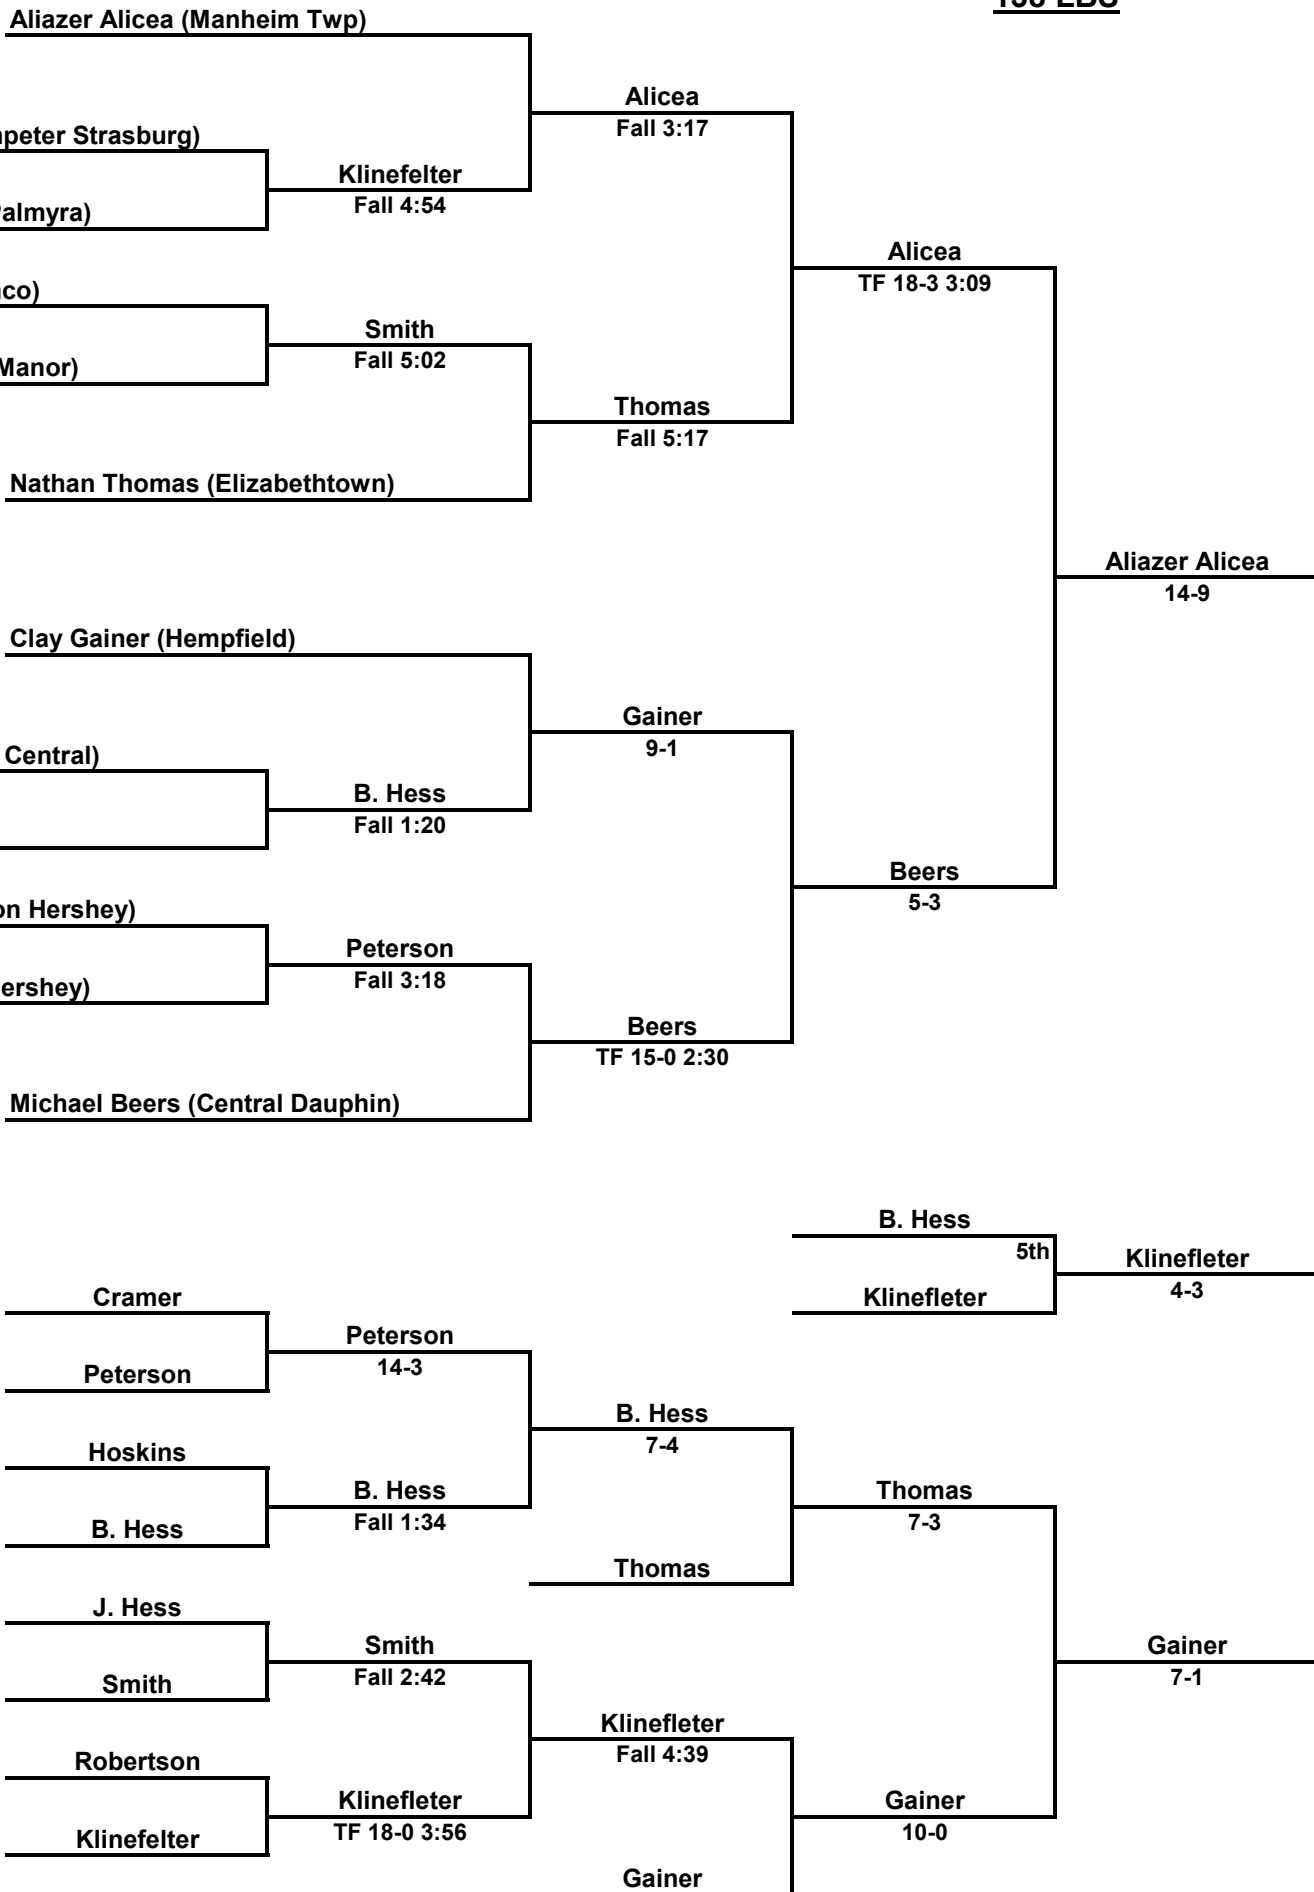 Aliazer Alicea (Manheim Twp)
Alicea
Fall 3:17
Strasburg)
Klinefelter
Fall 4:54
Smith
Fall 5:02
Manor)
Alicea
TF 18-3 3:09
Thomas
Fall 5:17
Nathan Thomas (Elizabethtown)
Aliazer Alicea
14-9
Clay Gainer (Hempfield)
Gainer
9-1
Central)
B. Hess
Fall 1:20
Beers
5-3
Hershey)
Peterson
Fall 3:18
Beers
TF 15-0 2:30
Michael Beers (Central Dauphin)
B. Hess
5th
Klinefleter
Klinefleter
4-3
Cramer
Peterson
Peterson
14-3
B. Hess
7-4
Hoskins
B. Hess
B. Hess
Fall 1:34
Thomas
7-3
Thomas
J. Hess
Smith
Smith
Fall 2:42
Gainer
7-1
Klinefleter
Fall 4:39
Robertson
Klinefelter
Klinefleter
TF 18-0 3:56
Gainer
10-0
Gainer